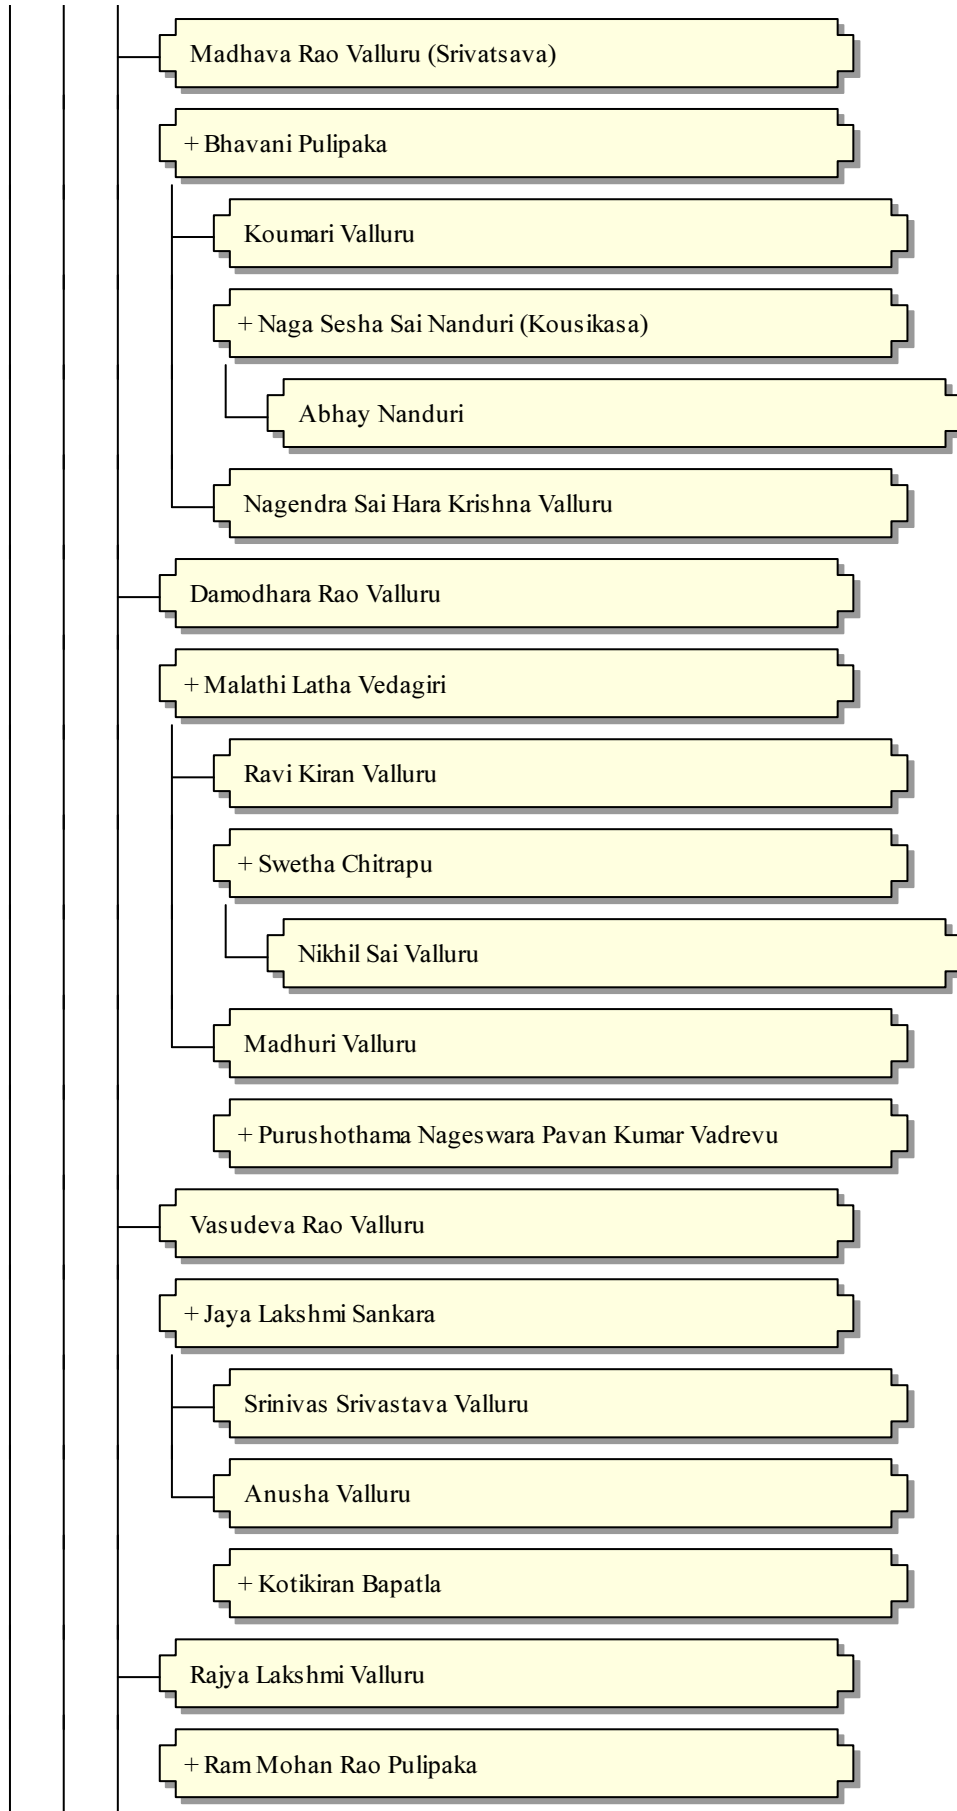 Madhava Rao Valluru (Srivatsava)
+ Bhavani Pulipaka
Koumari Valluru
+ Naga Sesha Sai Nanduri (Kousikasa)
Abhay Nanduri
Nagendra Sai Hara Krishna Valluru
Damodhara Rao Valluru
+ Malathi Latha Vedagiri
Ravi Kiran Valluru
+ Swetha Chitrapu
Nikhil Sai Valluru
Madhuri Valluru
+ Purushothama Nageswara Pavan Kumar Vadrevu
Vasudeva Rao Valluru
+ Jaya Lakshmi Sankara
Srinivas Srivastava Valluru
Anusha Valluru
+ Kotikiran Bapatla
Rajya Lakshmi Valluru
+ Ram Mohan Rao Pulipaka